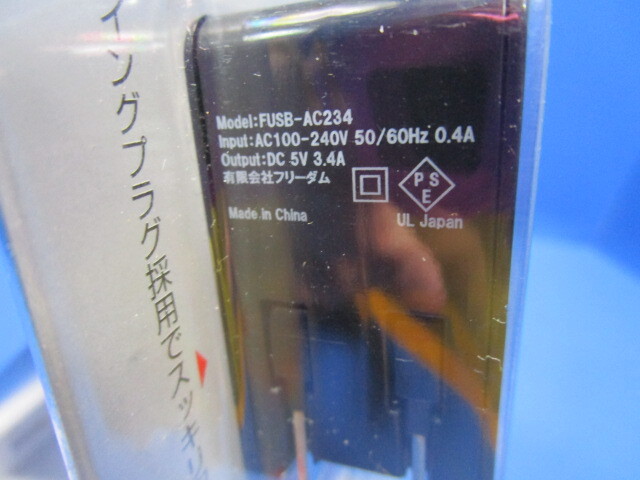 イングプラグ採用でスッキリ
Model:FUSB-AC234
Input:AC100-240V 50/60Hz 0.4A
Output:DC 5V 3.4A
有限会社フリーダム
PSE
Made in China
UL Japan